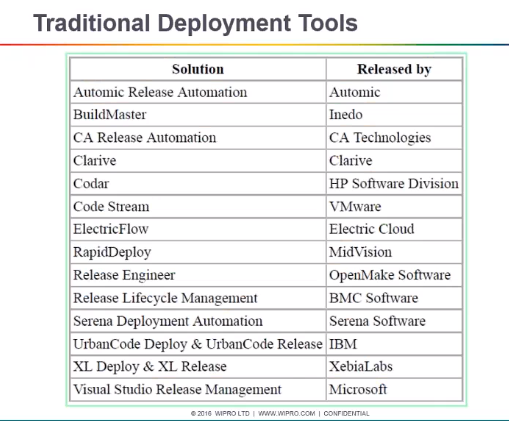 Traditional Deployment Tools
Solution Released by
Automic Release Automation Automic
BuildMaster Inedo
CA Release Automation CA Technologies
Clarive Clarive
Codar HP Software Division
Code Stream VMware
ElectricFlow Electric Cloud
RapidDeploy MidVision
Release Engineer OpenMake Software
Release Lifecycle Management BMC Software
Serena Deployment Automation Serena Software
UrbanCode Deploy & UrbanCode Release IBM
XL Deploy & XL Release XebiaLabs
Visual Studio Release Management Microsoft
© 2016 WIPRO LTD | WWW.WIPRO.COM | CONFIDENTIAL